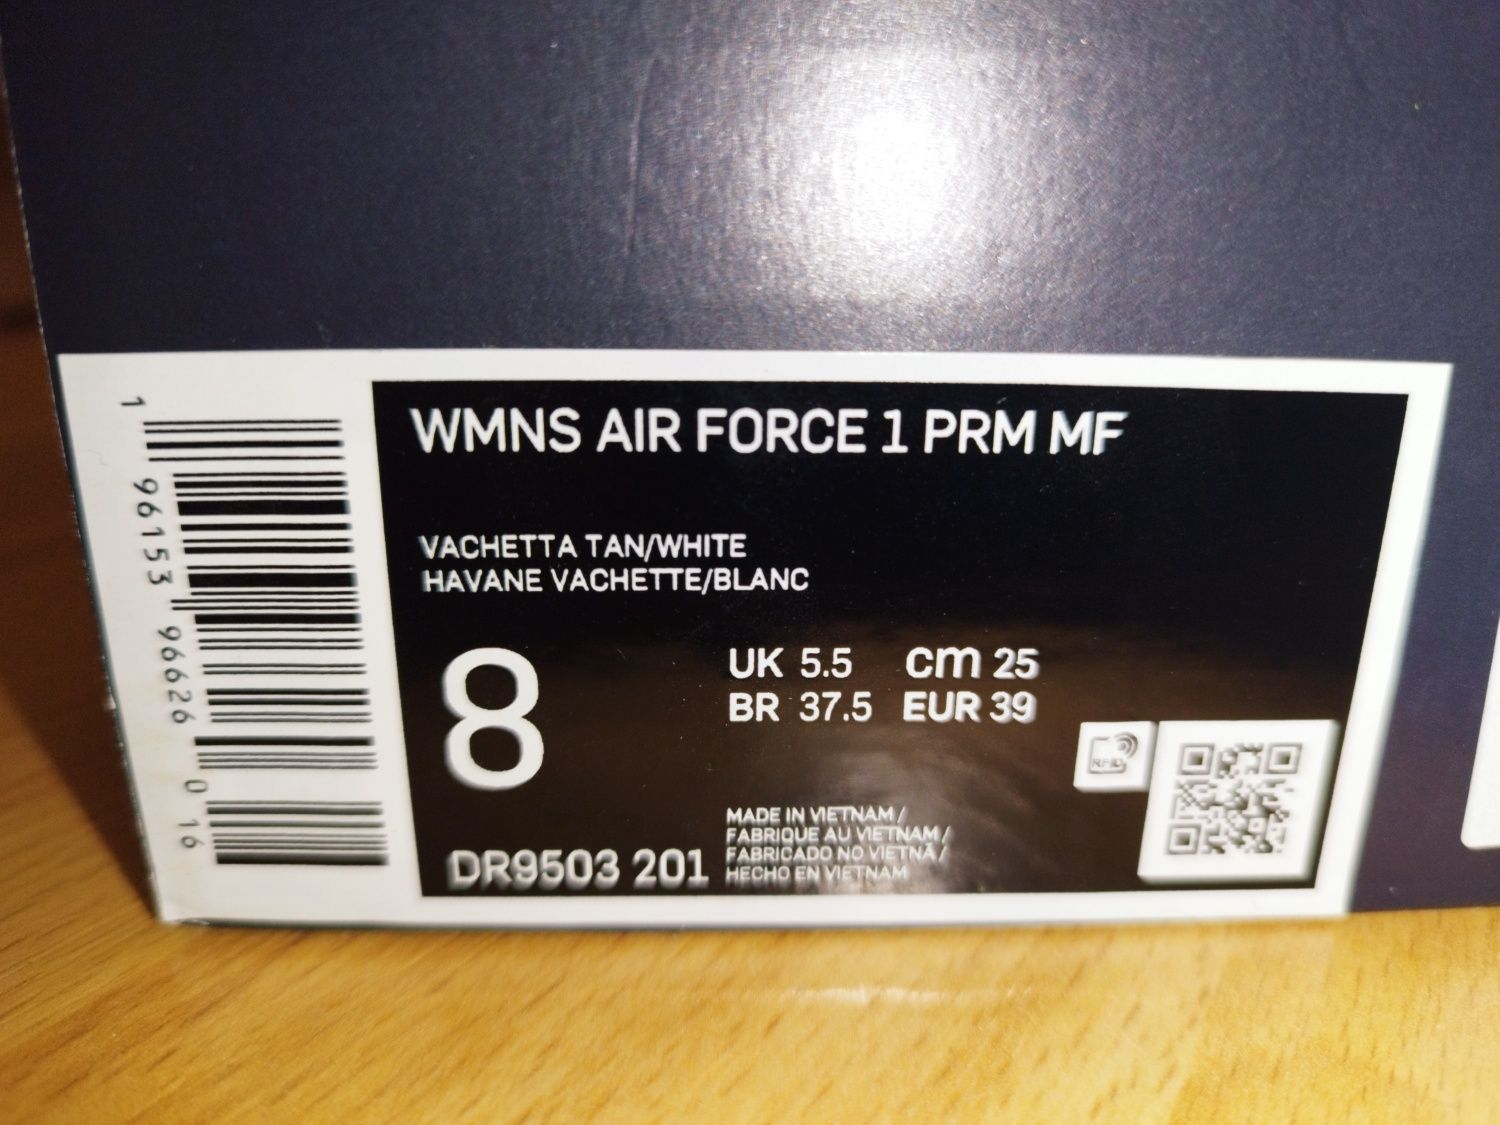 WMNS AIR FORCE 1 PRM MF
VACHETTA TAN/WHITE
HAVANE VACHETTE/BLANC
8
UK 5.5 cm 25
BR 37.5 EUR 39
MADE IN VIETNAM /
FABRIQUE AU VIETNAM /
FABRICADO NO VIETNÃ /
HECHO EN VIETNAM
DR9503 201
RFID
1 96153 96626 0 16